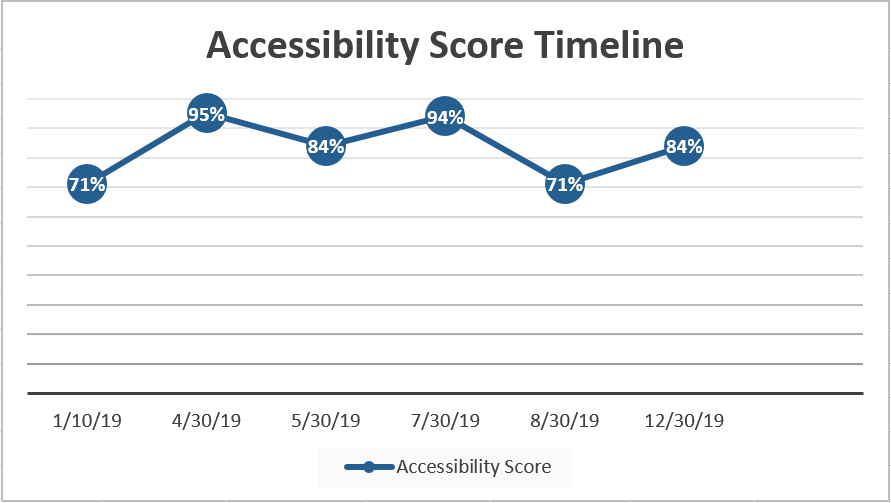 Accessibility Score Timeline
95%
94%
84%
84%
71%
71%
1/10/19 4/30/19 5/30/19 7/30/19 8/30/19 12/30/19
Accessibility Score